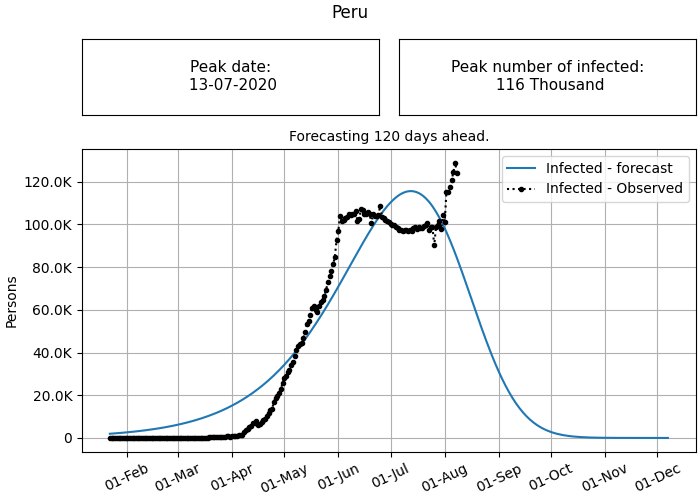 Peru
Peak date:
13-07-2020
Peak number of infected:
116 Thousand
Forecasting 120 days ahead.
Infected - forecast
Infected - Observed
Persons
120.0K
100.0K
80.0K
60.0K
40.0K
20.0K
0
01-Feb
01-Mar
01-Apr
01-May
01-Jun
01-Jul
01-Aug
01-Sep
01-Oct
01-Nov
01-Dec